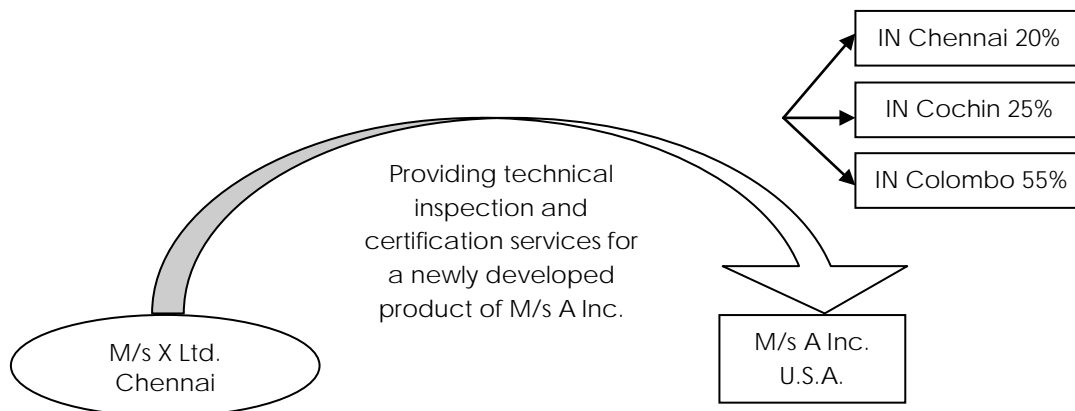 IN Chennai 20%
IN Cochin 25%
IN Colombo 55%
Providing technical
inspection and
certification services for
a newly developed
product of M/s A Inc.
M/s X Ltd.
Chennai
M/s A Inc.
U.S.A.